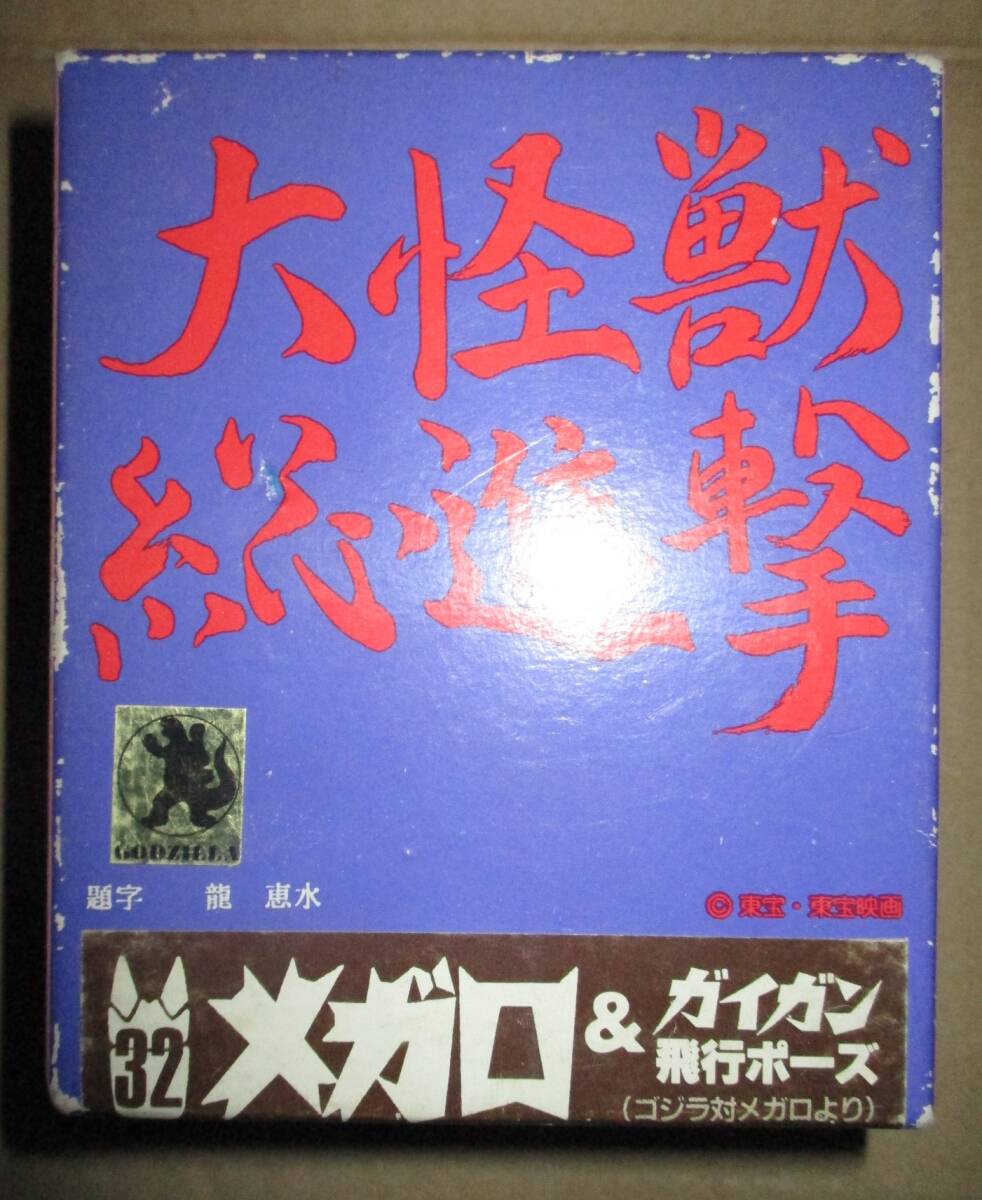 大怪獣
総進撃
GODZILLA
題字 龍 恵水
©東宝・東宝映画
32 メガロ & ガイガン
飛行ポーズ
(ゴジラ対メガロより)